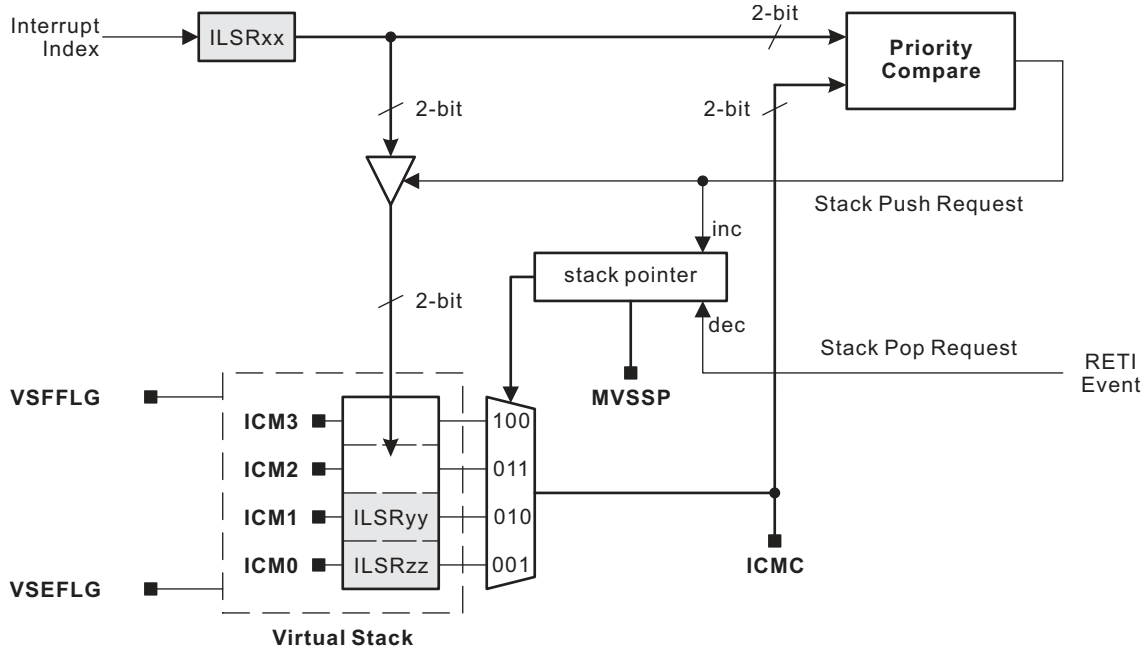 Interrupt
Index
ILSRxx
2-bit
Priority
Compare
2-bit
2-bit
Stack Push Request
inc
stack pointer
2-bit
dec
Stack Pop Request
RETI
Event
MVSSP
VSFFLG
ICM3
100
ICM2
011
ICM1
ILSRyy
010
ICM0
ILSRzz
001
ICMC
VSEFLG
Virtual Stack